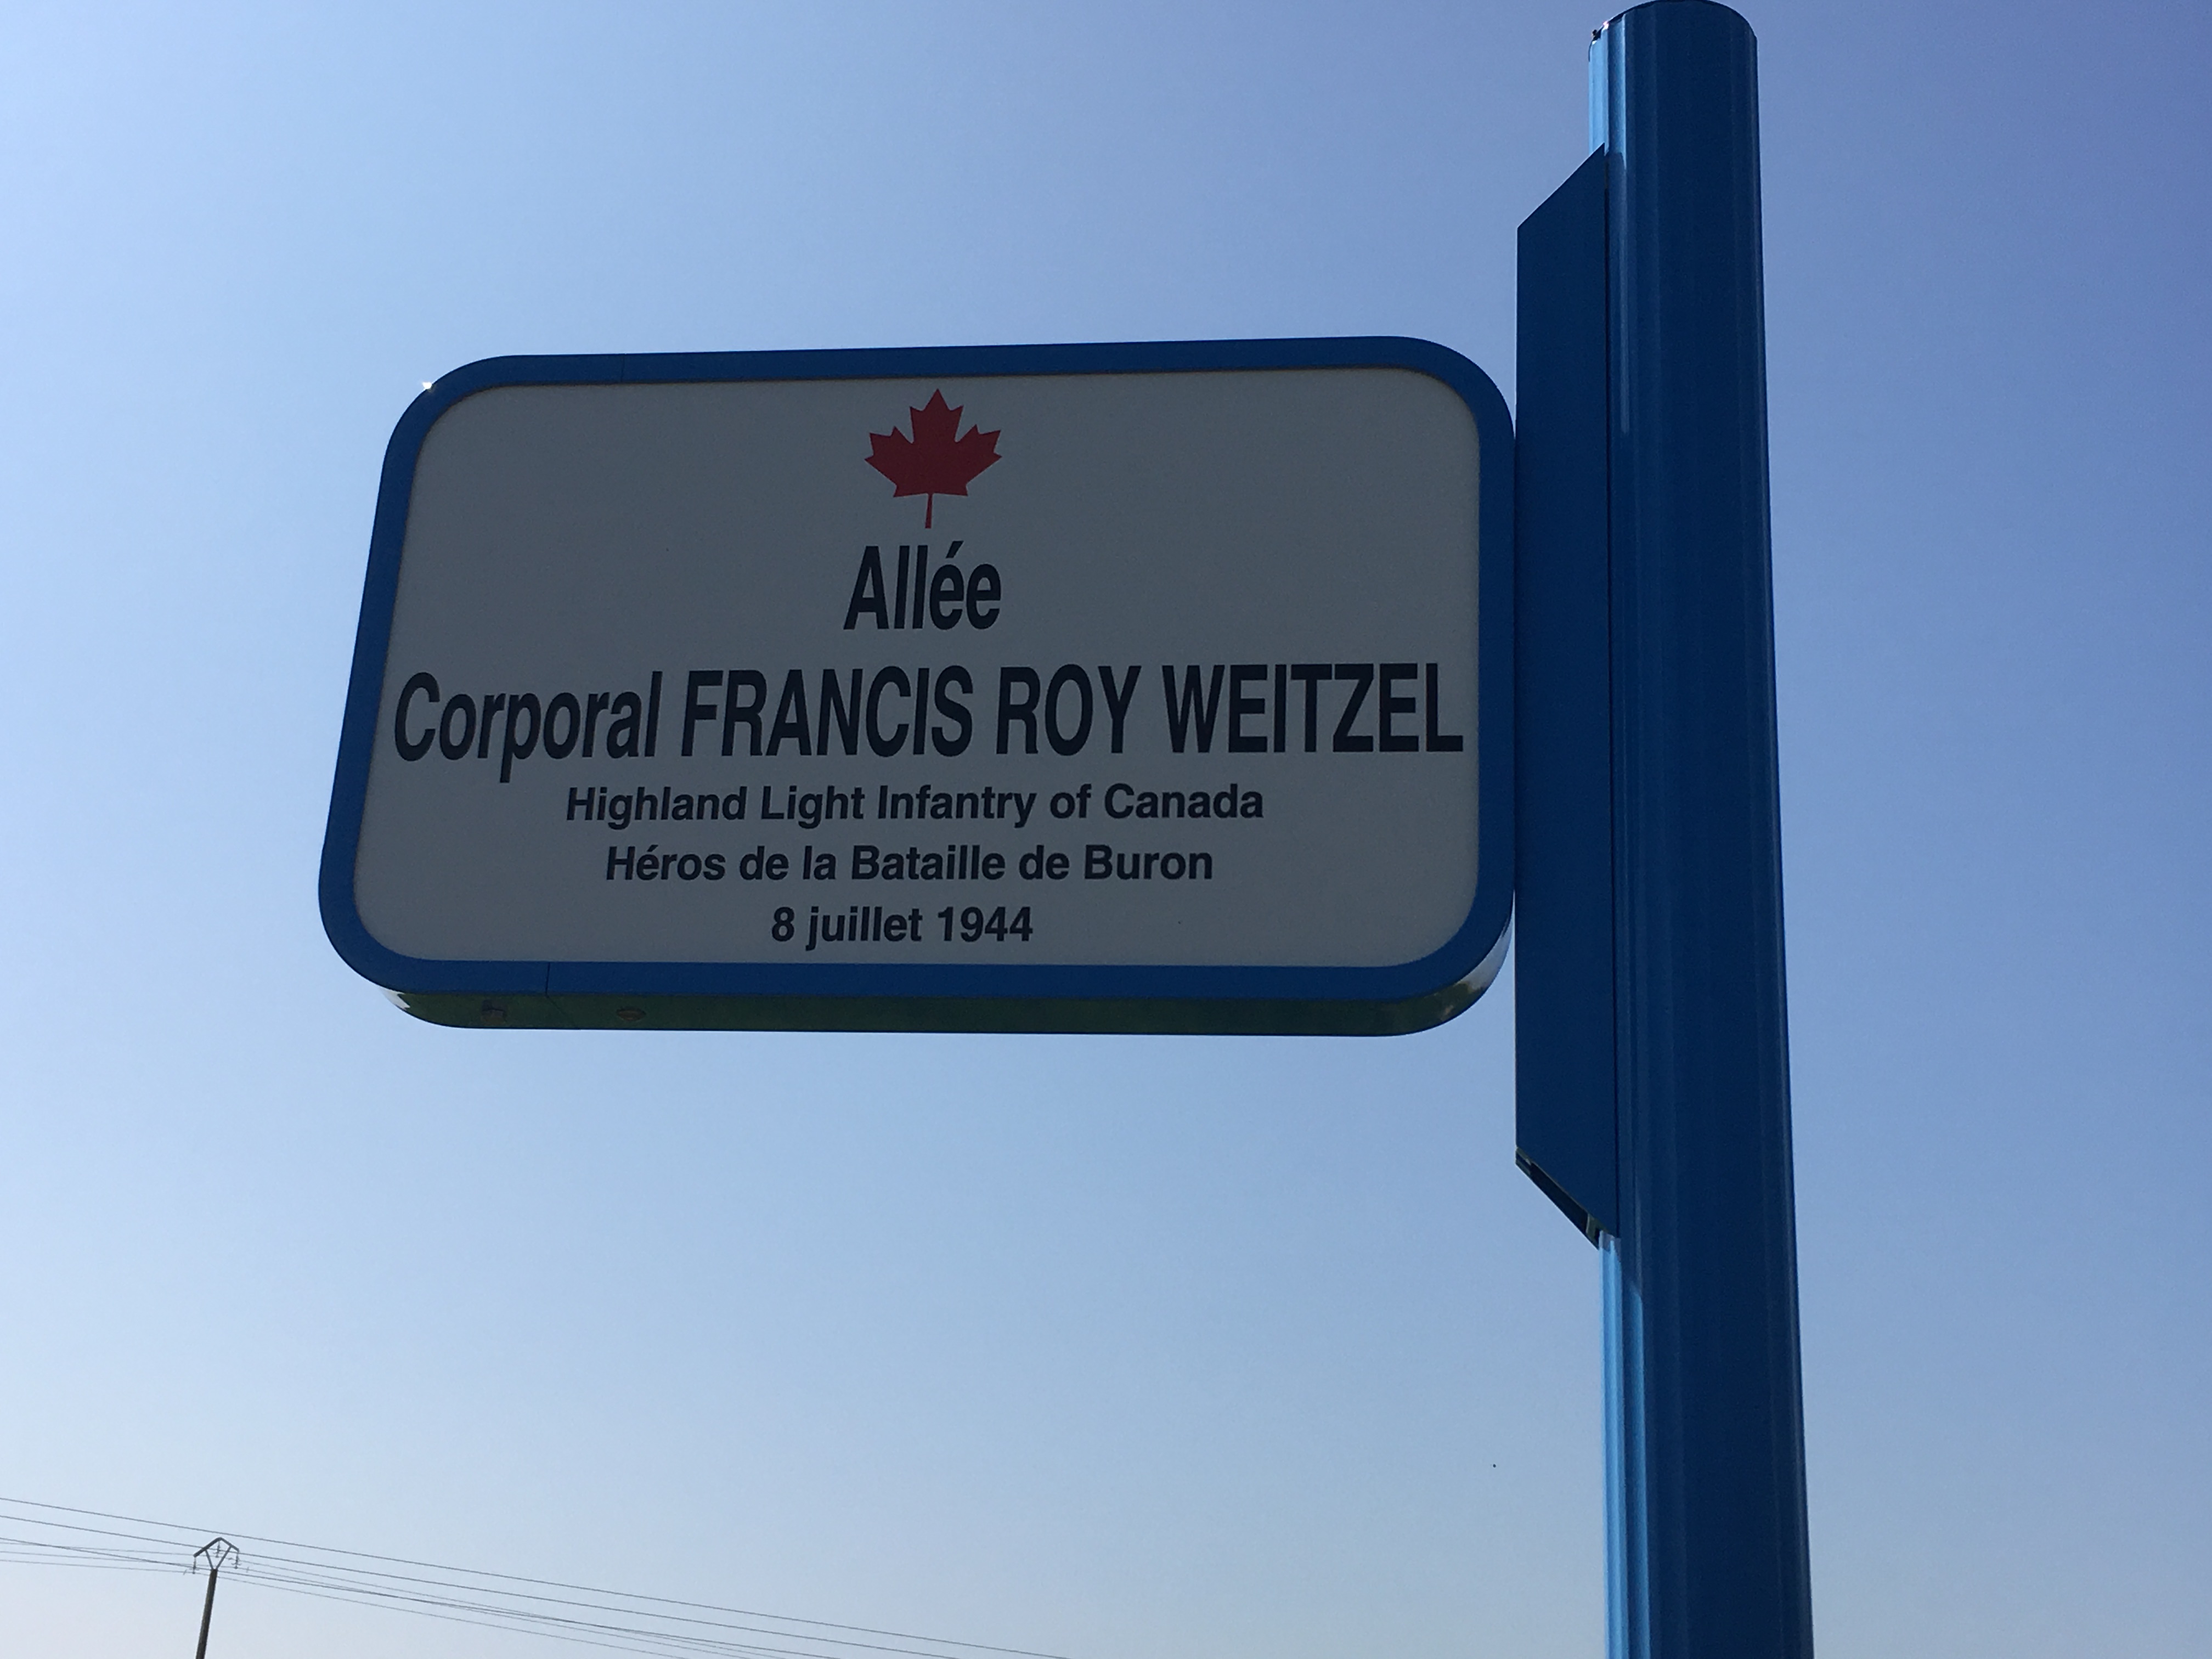 Allée
Corporal FRANCIS ROY WEITZEL
Highland Light Infantry of Canada
Héros de la Bataille de Buron
8 juillet 1944